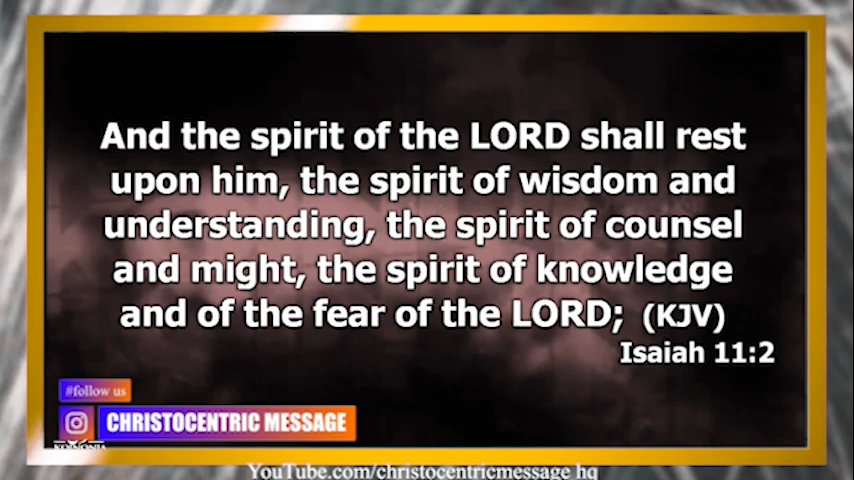 And the spirit of the LORD shall rest
upon him, the spirit of wisdom and
understanding, the spirit of counsel
and might, the spirit of knowledge
and of the fear of the LORD; (KJV)
Isaiah 11:2
#follow us
CHRISTOCENTRIC MESSAGE
KOINONIA
YouTube.com/christocentricmessage hq